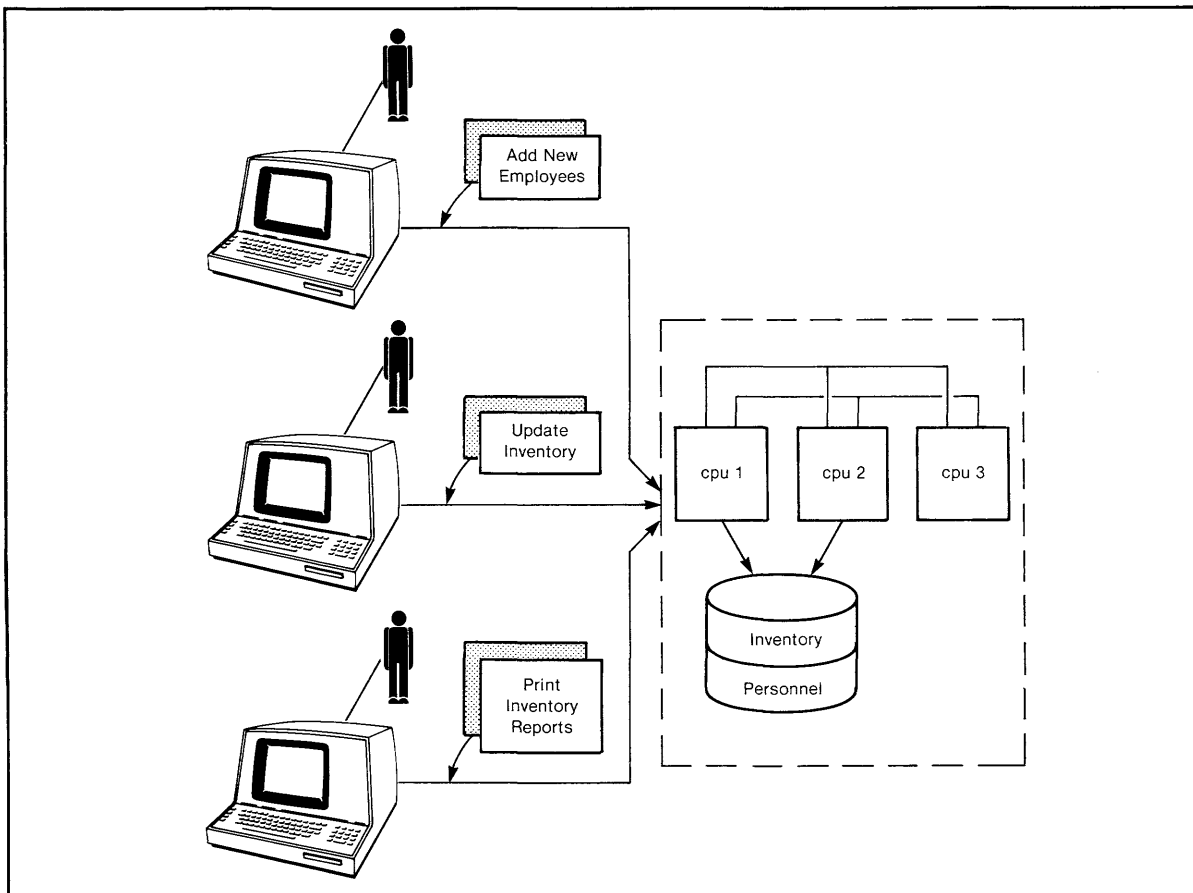 Add New
Employees
Update
Inventory
cpu 1
cpu 2
cpu 3
Inventory
Personnel
Print
Inventory
Reports